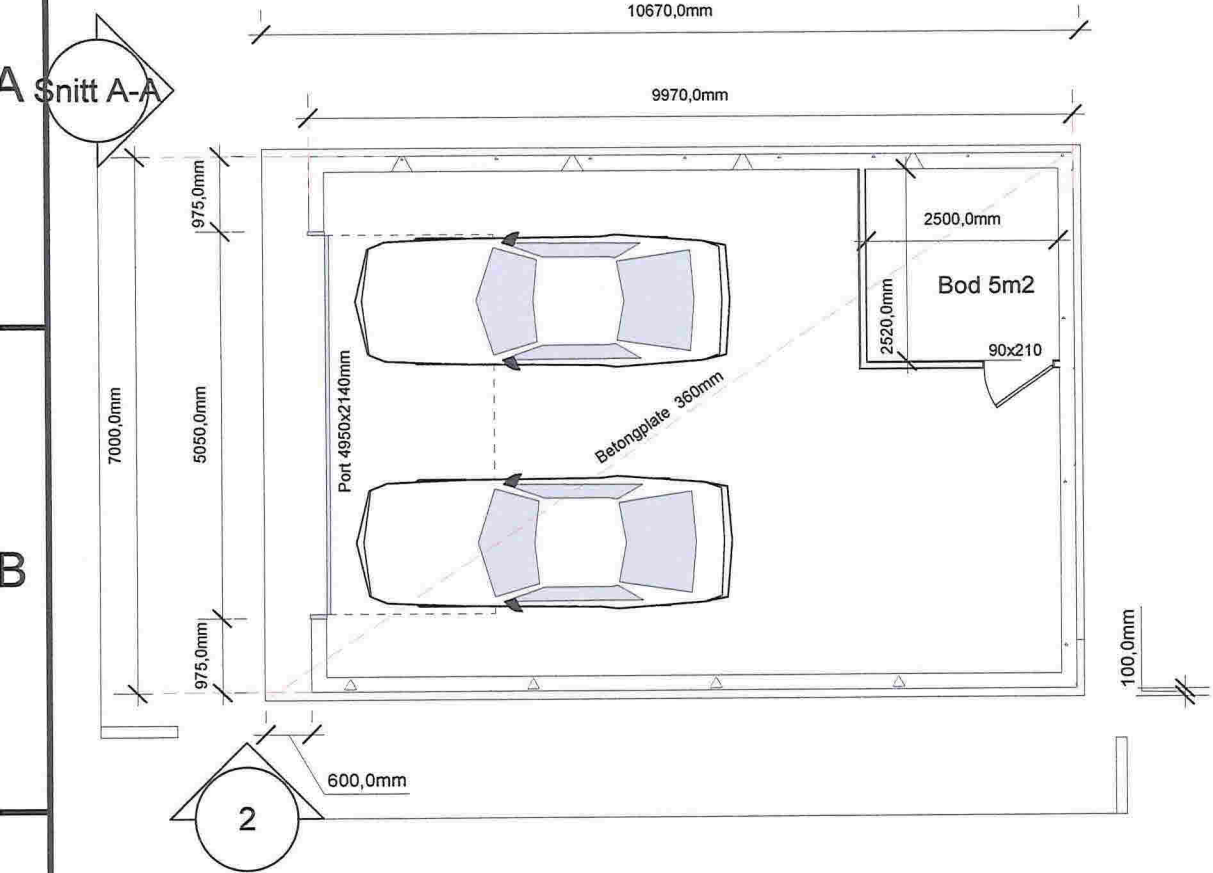 10670,0mm
A
Snitt A-A
9970,0mm
975,0mm
2500,0mm
Bod 5m2
2520,0mm
90x210
7000,0mm
5050,0mm
Port 4950x2140mm
Betongplate 360mm
B
975,0mm
100,0mm
600,0mm
2